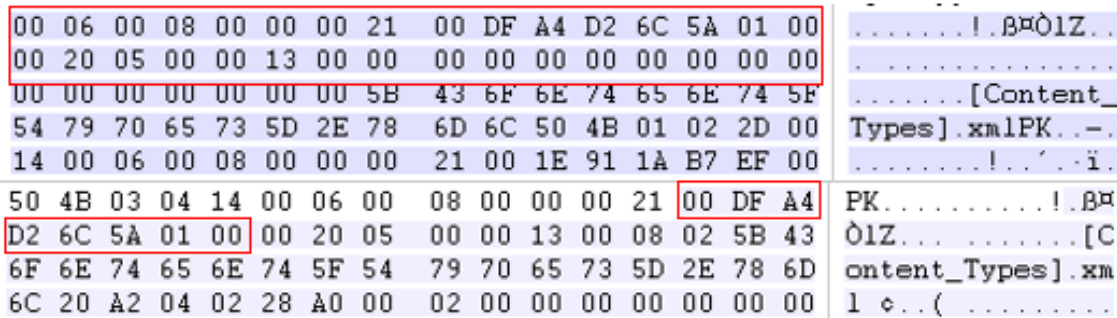 00 06 00 08 00 00 00 21 00 DF A4 D2 6C 5A 01 00 .......!.ß¤ÒlZ..
00 20 05 00 00 13 00 00 00 00 00 00 00 00 00 00 . ..............
00 00 00 00 00 00 00 5B 43 6F 6E 74 65 6E 74 5F .......[Content_
54 79 70 65 73 5D 2E 78 6D 6C 50 4B 01 02 2D 00 Types].xmlPK..-.
14 00 06 00 08 00 00 00 21 00 1E 91 1A B7 EF 00 ........!..´.·ï.
50 4B 03 04 14 00 06 00 08 00 00 00 21 00 DF A4 PK..........!.ß¤
D2 6C 5A 01 00 00 20 05 00 00 13 00 08 02 5B 43 ÒlZ... .......[C
6F 6E 74 65 6E 74 5F 54 79 70 65 73 5D 2E 78 6D ontent_Types].xm
6C 20 A2 04 02 28 A0 00 02 00 00 00 00 00 00 00 l ¢..( .........